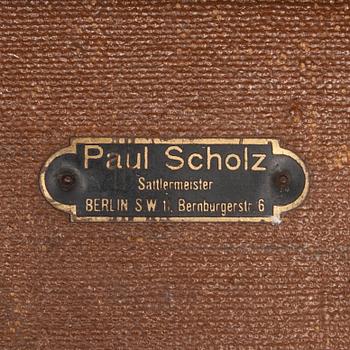 Paul Scholz
Sattlermeister
BERLIN S W 11, Bernburgerstr 6